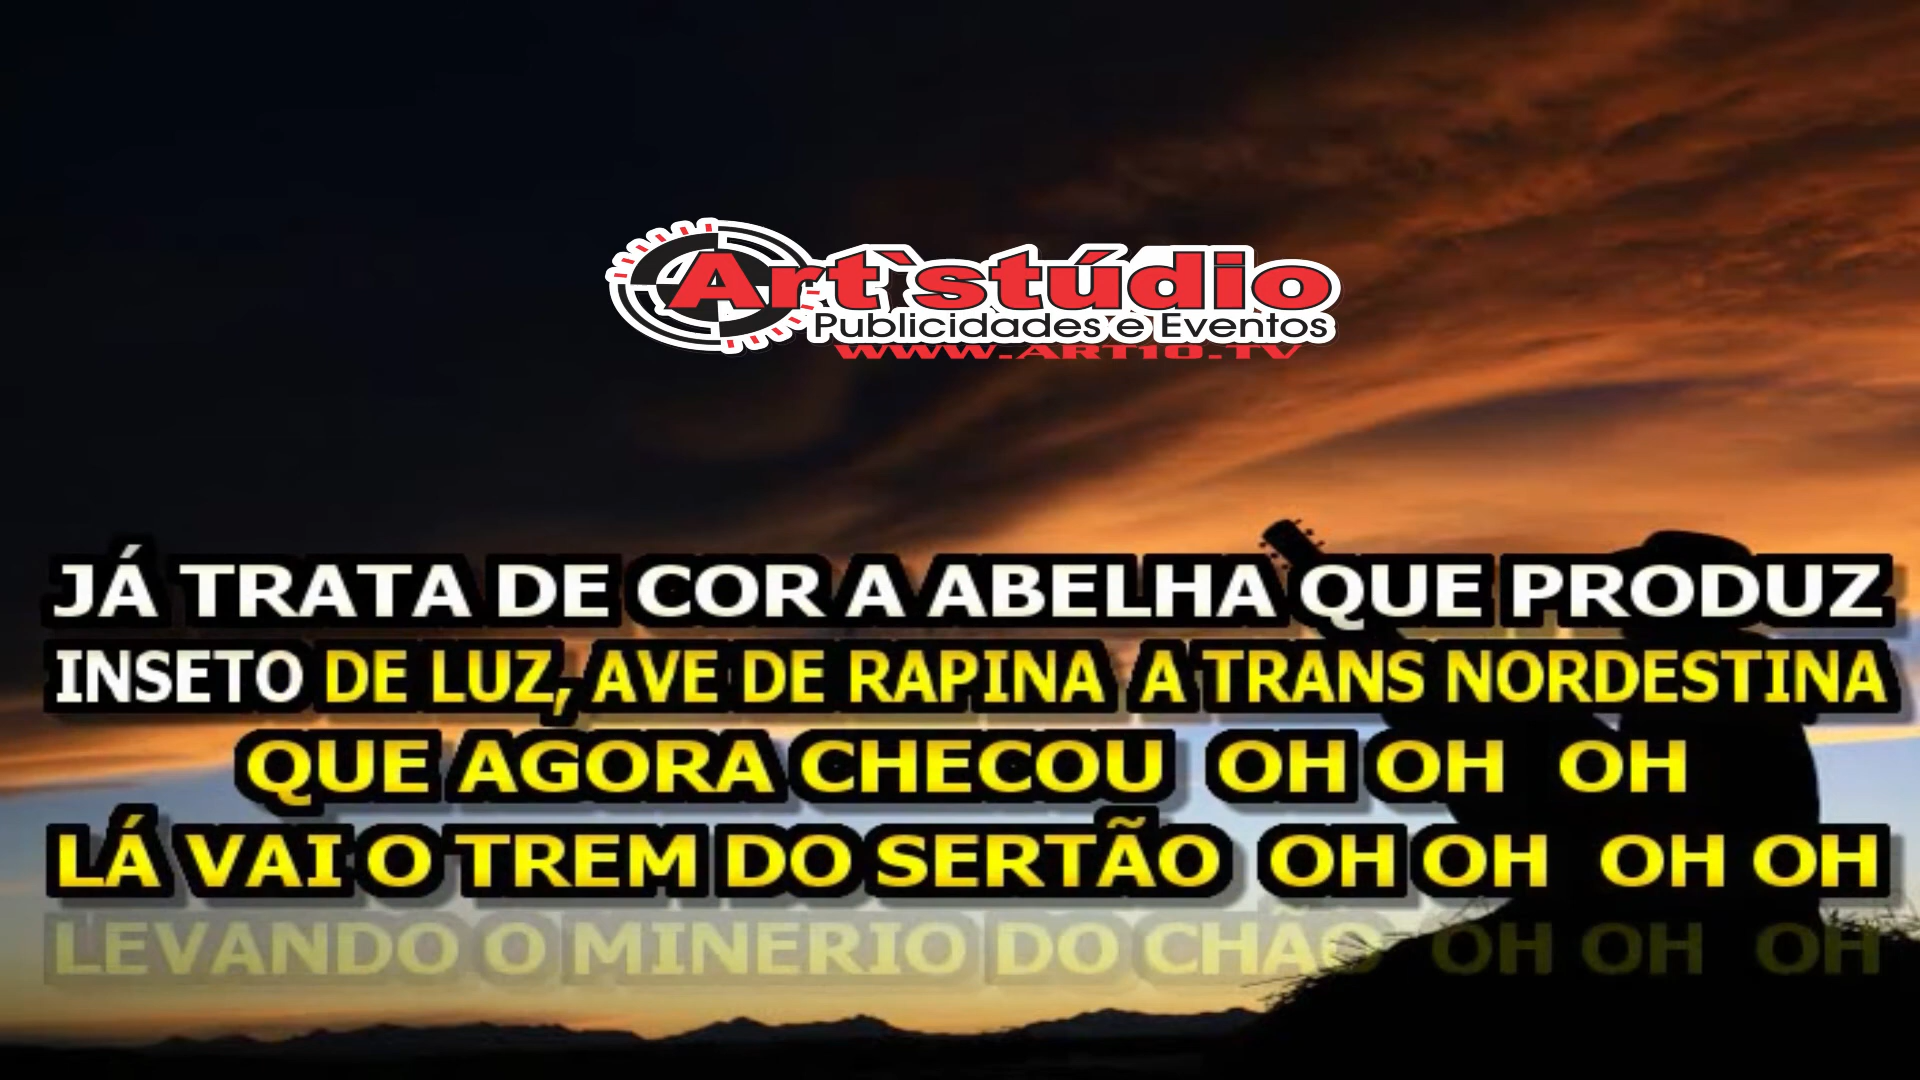 Art`stúdio
Publicidades e Eventos
WWW.ART10.TV
JÁ TRATA DE COR A ABELHA QUE PRODUZ
INSETO DE LUZ, AVE DE RAPINA A TRANS NORDESTINA
QUE AGORA CHECOU OH OH OH
LÁ VAI O TREM DO SERTÃO OH OH OH OH
LEVANDO O MINERIO DO CHÃO OH OH OH